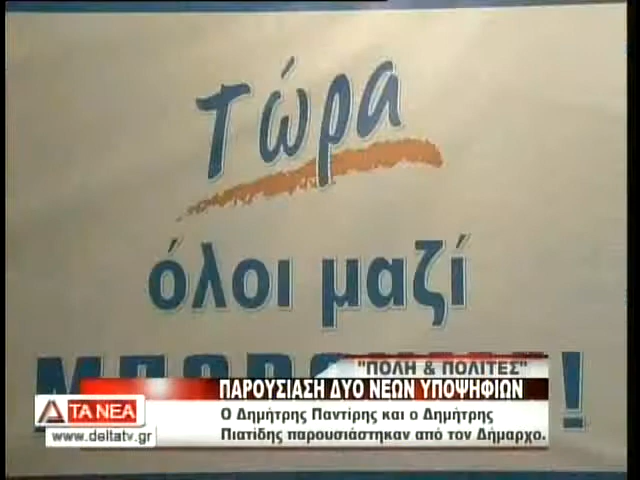 Τώρα
όλοι μαζί
"ΠΟΛΗ & ΠΟΛΙΤΕΣ"
ΠΑΡΟΥΣΙΑΣΗ ΔΥΟ ΝΕΩΝ ΥΠΟΨΗΦΙΩΝ
ΤΑ ΝΕΑ
Ο Δημήτρης Παντίρης και ο Δημήτρης
www.deltatv.gr
Πιατίδης παρουσιάστηκαν από τον Δήμαρχο.